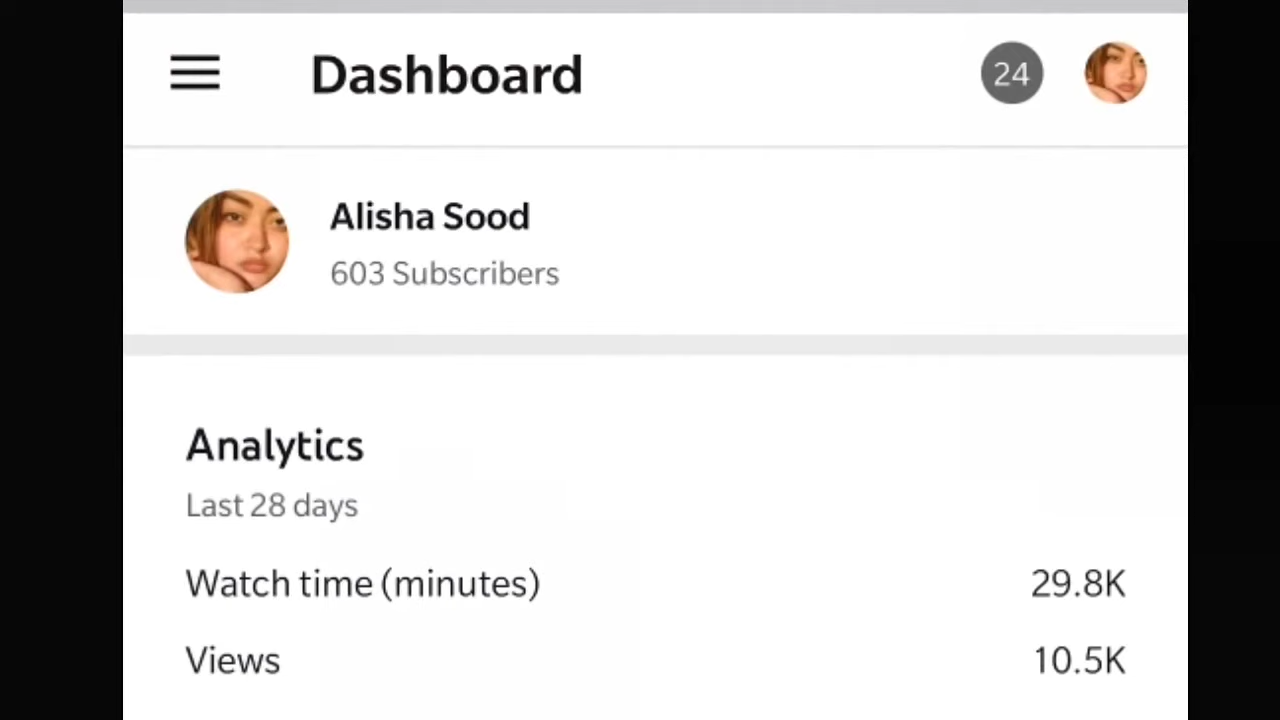 Dashboard
24
Alisha Sood
603 Subscribers
Analytics
Last 28 days
Watch time (minutes) 29.8K
Views 10.5K